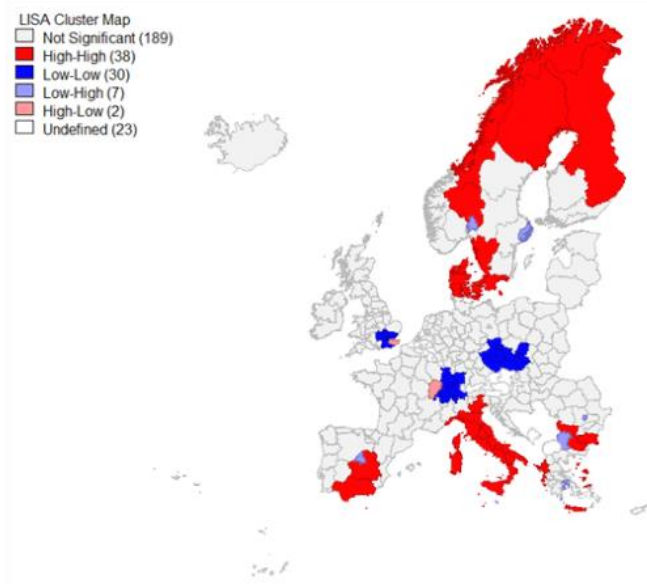 LISA Cluster Map
Not Significant (189)
High-High (38)
Low-Low (30)
Low-High (7)
High-Low (2)
Undefined (23)